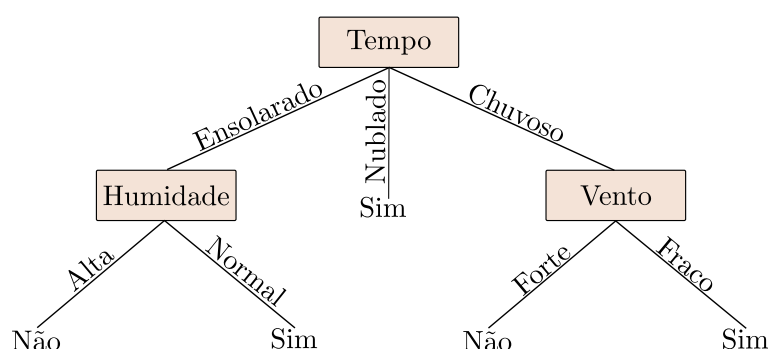 Tempo
Ensolarado
Nublado
Chuvoso
Humidade
Sim
Vento
Alta
Normal
Forte
Fraco
Não
Sim
Não
Sim